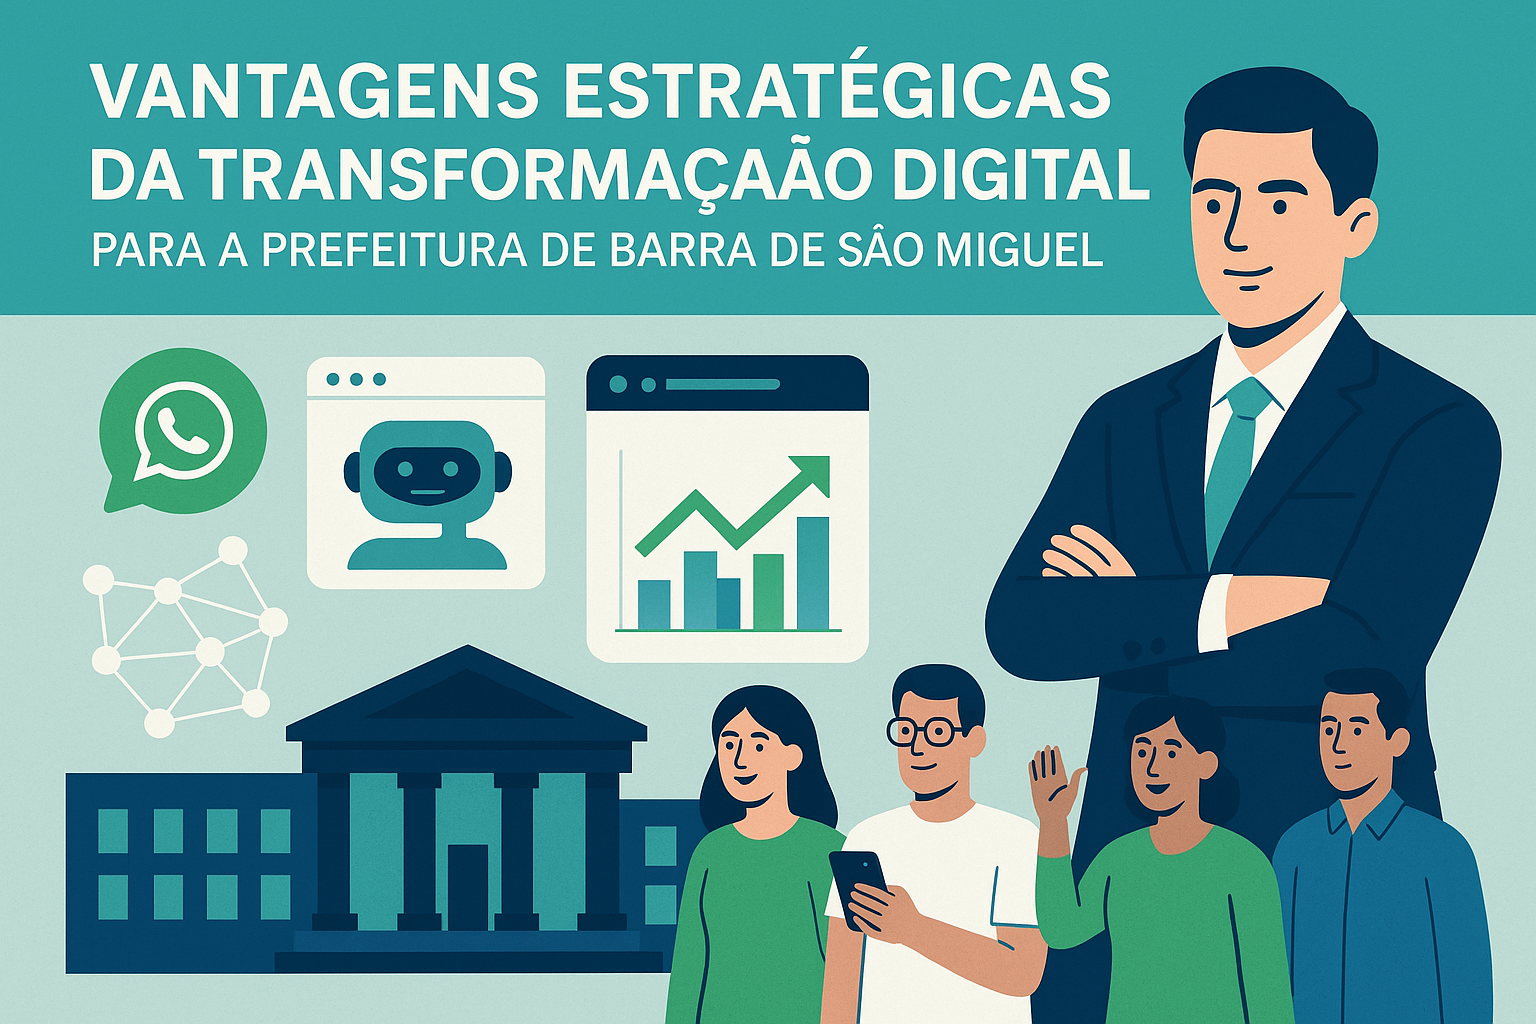 VANTAGENS ESTRATÉGICAS
DA TRANSFORMAÇAÃO DIGITAL
PARA A PREFEITURA DE BARRA DE SÂO MIGUEL